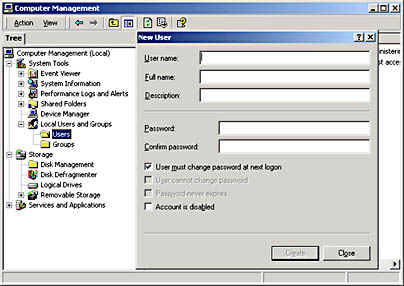 Computer Management
Action View
Tree
Computer Management (Local)
System Tools
Event Viewer
System Information
Performance Logs and Alerts
Shared Folders
Device Manager
Local Users and Groups
Users
Groups
Storage
Disk Management
Disk Defragmenter
Logical Drives
Removable Storage
Services and Applications
New User
User name:
Full name:
Description:
Password:
Confirm password:
User must change password at next logon
User cannot change password
Password never expires
Account is disabled
Create Close